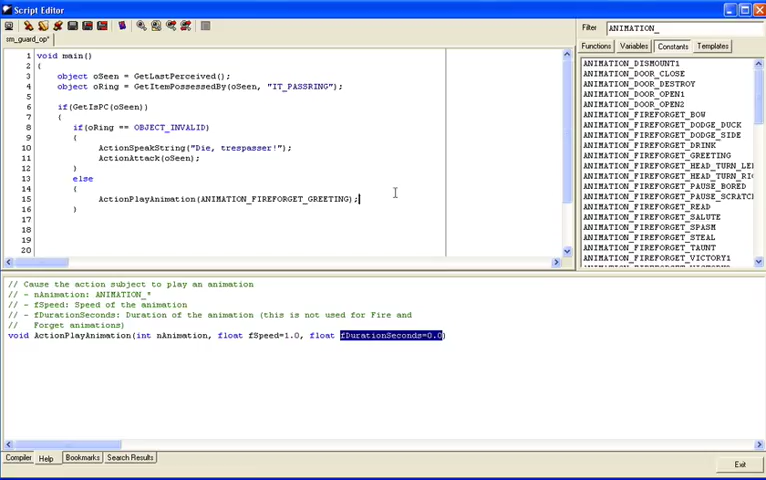 Script Editor
sm_guard_op*
1 void main()
2 {
3 object oSeen = GetLastPerceived();
4 object oRing = GetItemPossessedBy(oSeen, "IT_PASSRING");
5
6 if(GetIsPC(oSeen))
7 {
8 if(oRing == OBJECT_INVALID)
9 {
10 ActionSpeakString("Die, trespasser!");
11 ActionAttack(oSeen);
12 }
13 else
14 {
15 ActionPlayAnimation(ANIMATION_FIREFORGET_GREETING);
16 }
17
18
19
20
Filter ANIMATION_
Functions Variables Constants Templates
ANIMATION_DISMOUNT1
ANIMATION_DOOR_CLOSE
ANIMATION_DOOR_DESTROY
ANIMATION_DOOR_OPEN1
ANIMATION_DOOR_OPEN2
ANIMATION_FIREFORGET_BOW
ANIMATION_FIREFORGET_DODGE_DUCK
ANIMATION_FIREFORGET_DODGE_SIDE
ANIMATION_FIREFORGET_DRINK
ANIMATION_FIREFORGET_GREETING
ANIMATION_FIREFORGET_HEAD_TURN_LE
ANIMATION_FIREFORGET_HEAD_TURN_RI
ANIMATION_FIREFORGET_PAUSE_BORED
ANIMATION_FIREFORGET_PAUSE_SCRATC
ANIMATION_FIREFORGET_READ
ANIMATION_FIREFORGET_SALUTE
ANIMATION_FIREFORGET_SPASM
ANIMATION_FIREFORGET_STEAL
ANIMATION_FIREFORGET_TAUNT
ANIMATION_FIREFORGET_VICTORY1
// Cause the action subject to play an animation
// - nAnimation: ANIMATION_*
// - fSpeed: Speed of the animation
// - fDurationSeconds: Duration of the animation (this is not used for Fire and
// Forget animations)
void ActionPlayAnimation(int nAnimation, float fSpeed=1.0, float fDurationSeconds=0.0)
Compiler Help Bookmarks Search Results
Exit